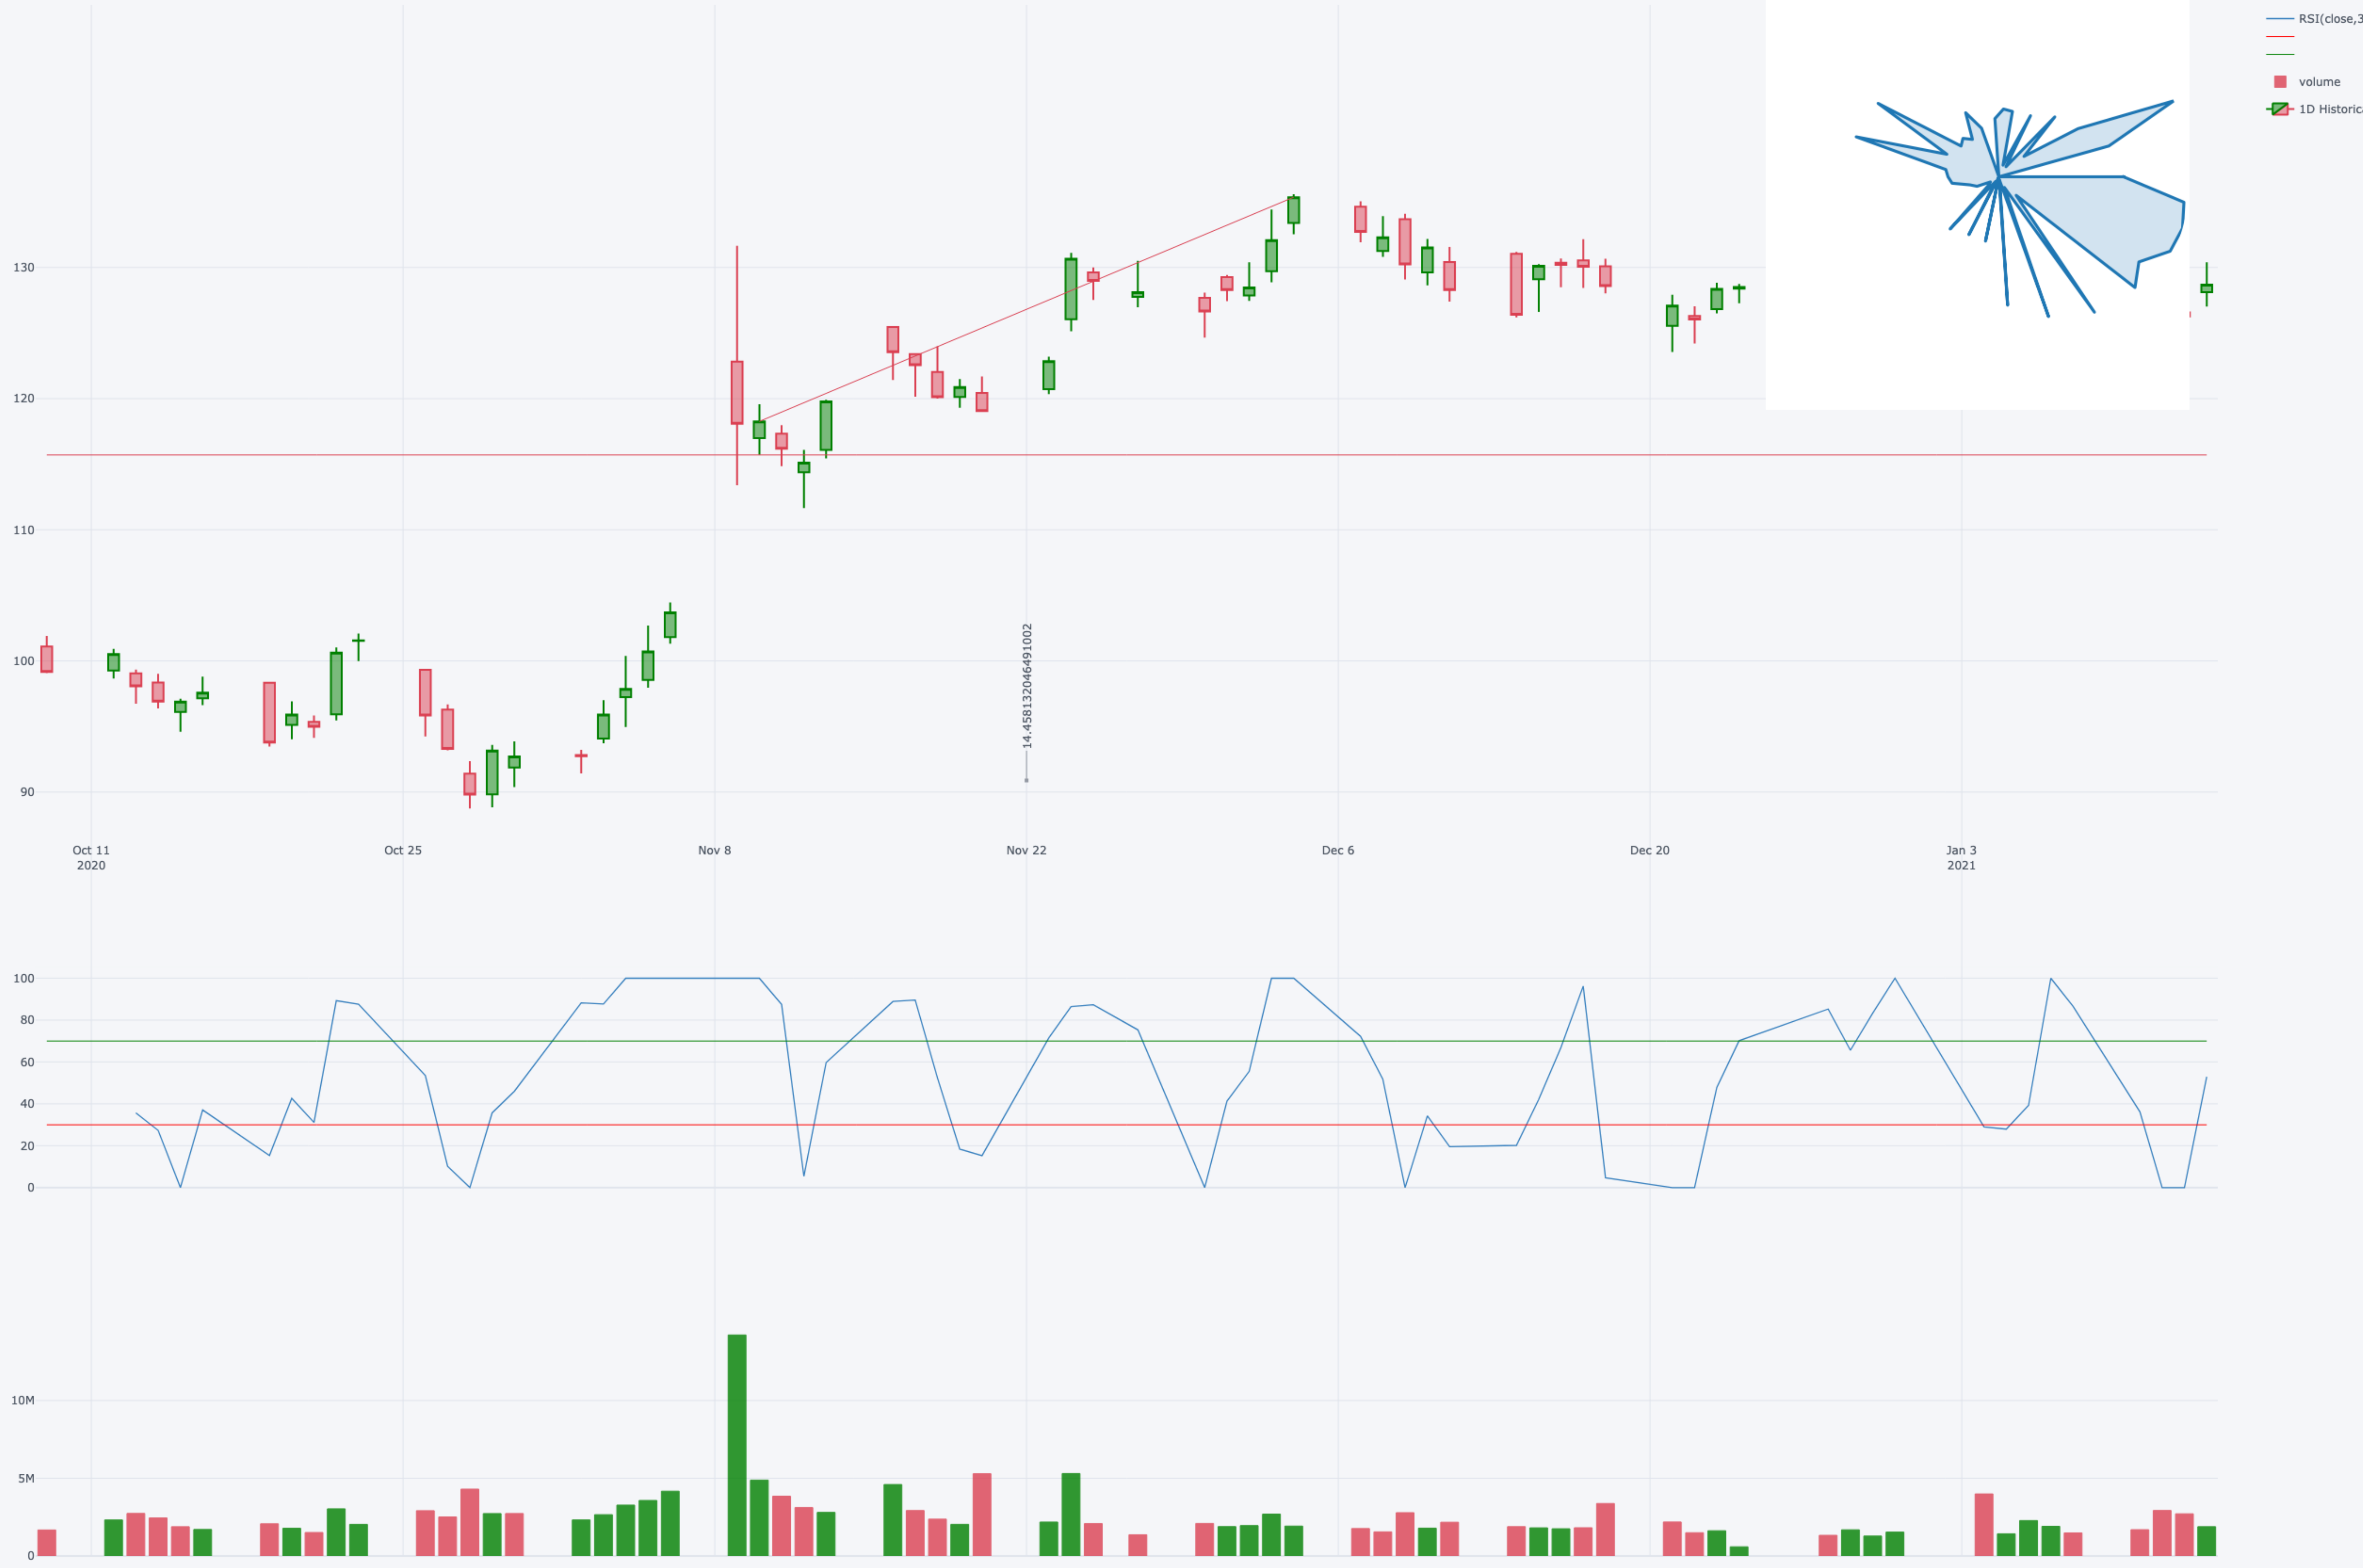 RSI(close,3
volume
1D Historica
130
120
110
100
90
14.458132046491002
Oct 11
2020
Oct 25
Nov 8
Nov 22
Dec 6
Dec 20
Jan 3
2021
100
80
60
40
20
0
10M
5M
0